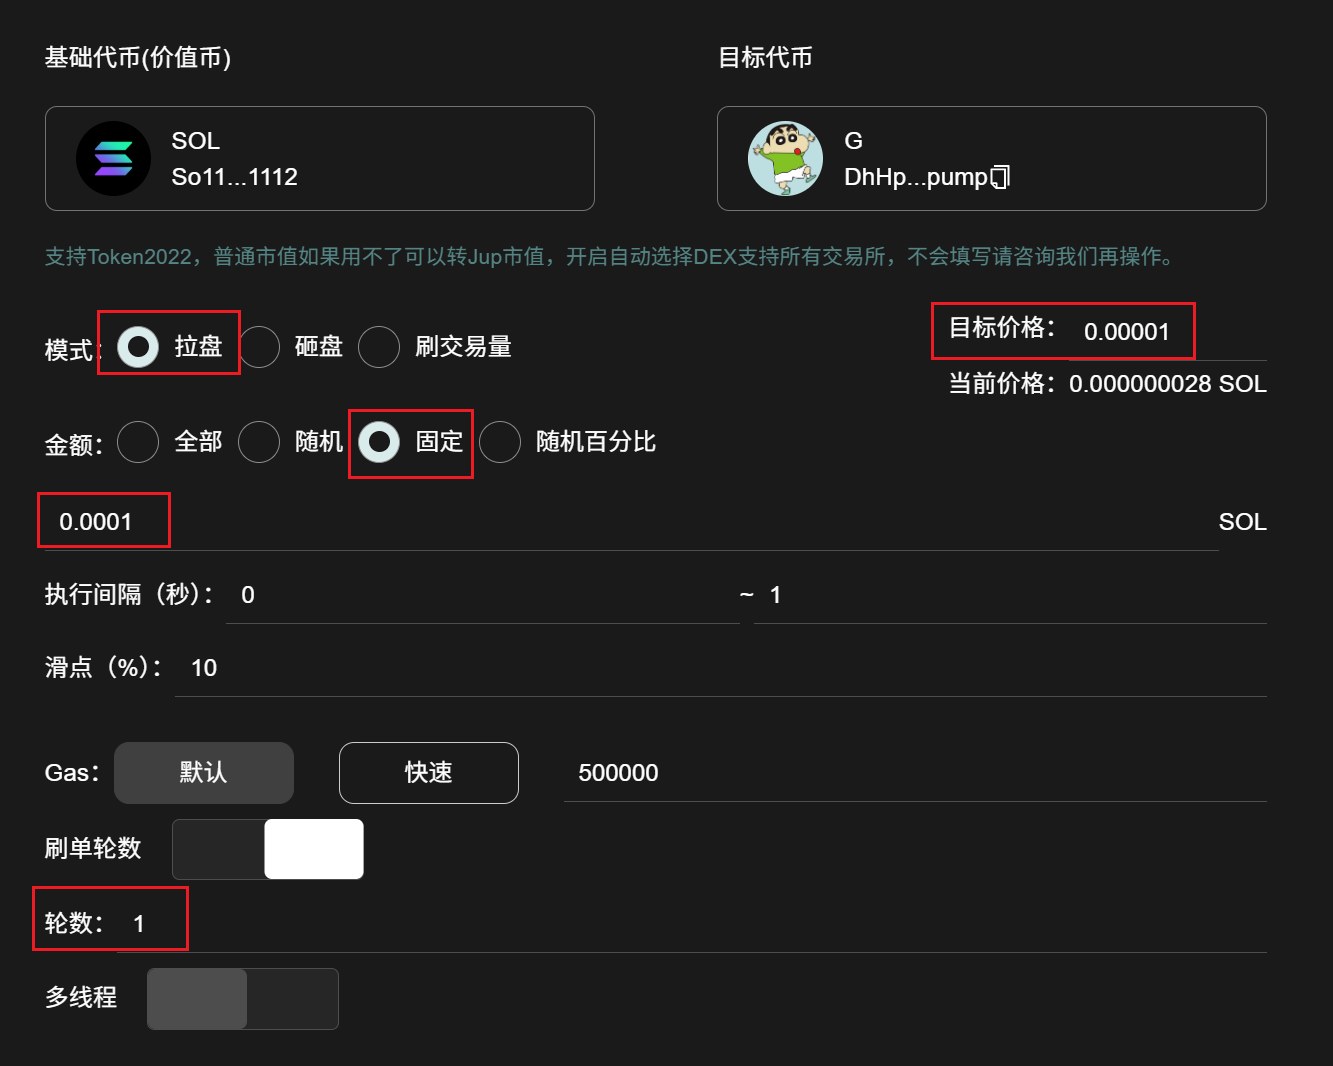 基础代币(价值币)
目标代币
SOL
So11...1112
G
DhHp...pump
支持Token2022，普通市值如果用不了可以转Jup市值，开启自动选择DEX支持所有交易所，不会填写请咨询我们再操作。
模式： 拉盘 砸盘 刷交易量
目标价格： 0.00001
当前价格：0.000000028 SOL
金额： 全部 随机 固定 随机百分比
0.0001 SOL
执行间隔（秒）： 0 ~ 1
滑点（%）： 10
Gas： 默认 快速 500000
刷单轮数
轮数： 1
多线程